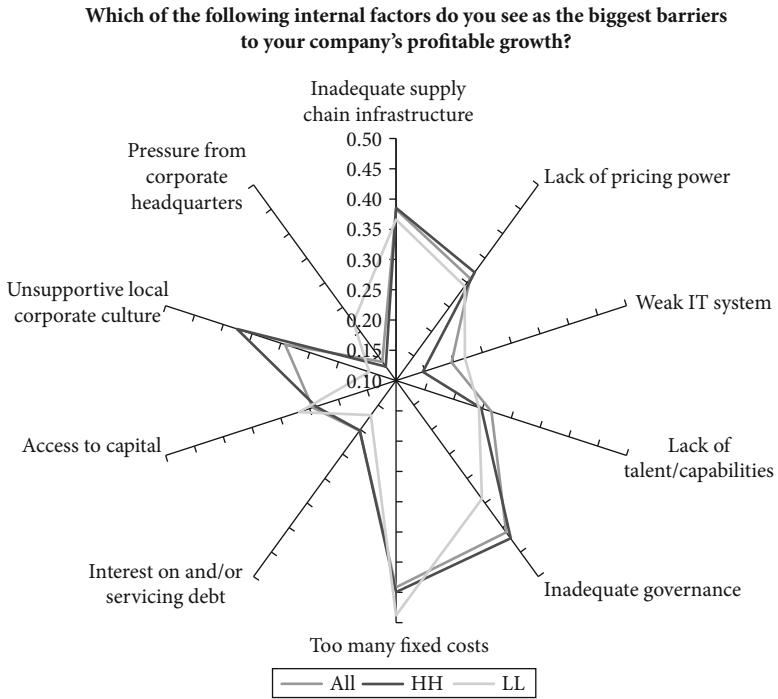 Which of the following internal factors do you see as the biggest barriers
to your company’s profitable growth?
Inadequate supply
chain infrastructure
Pressure from
corporate
headquarters
Lack of pricing power
Unsupportive local
corporate culture
Weak IT system
Access to capital
Lack of
talent/capabilities
Interest on and/or
servicing debt
Inadequate governance
Too many fixed costs
0.50
0.45
0.40
0.35
0.30
0.25
0.20
0.15
0.10
All
HH
LL